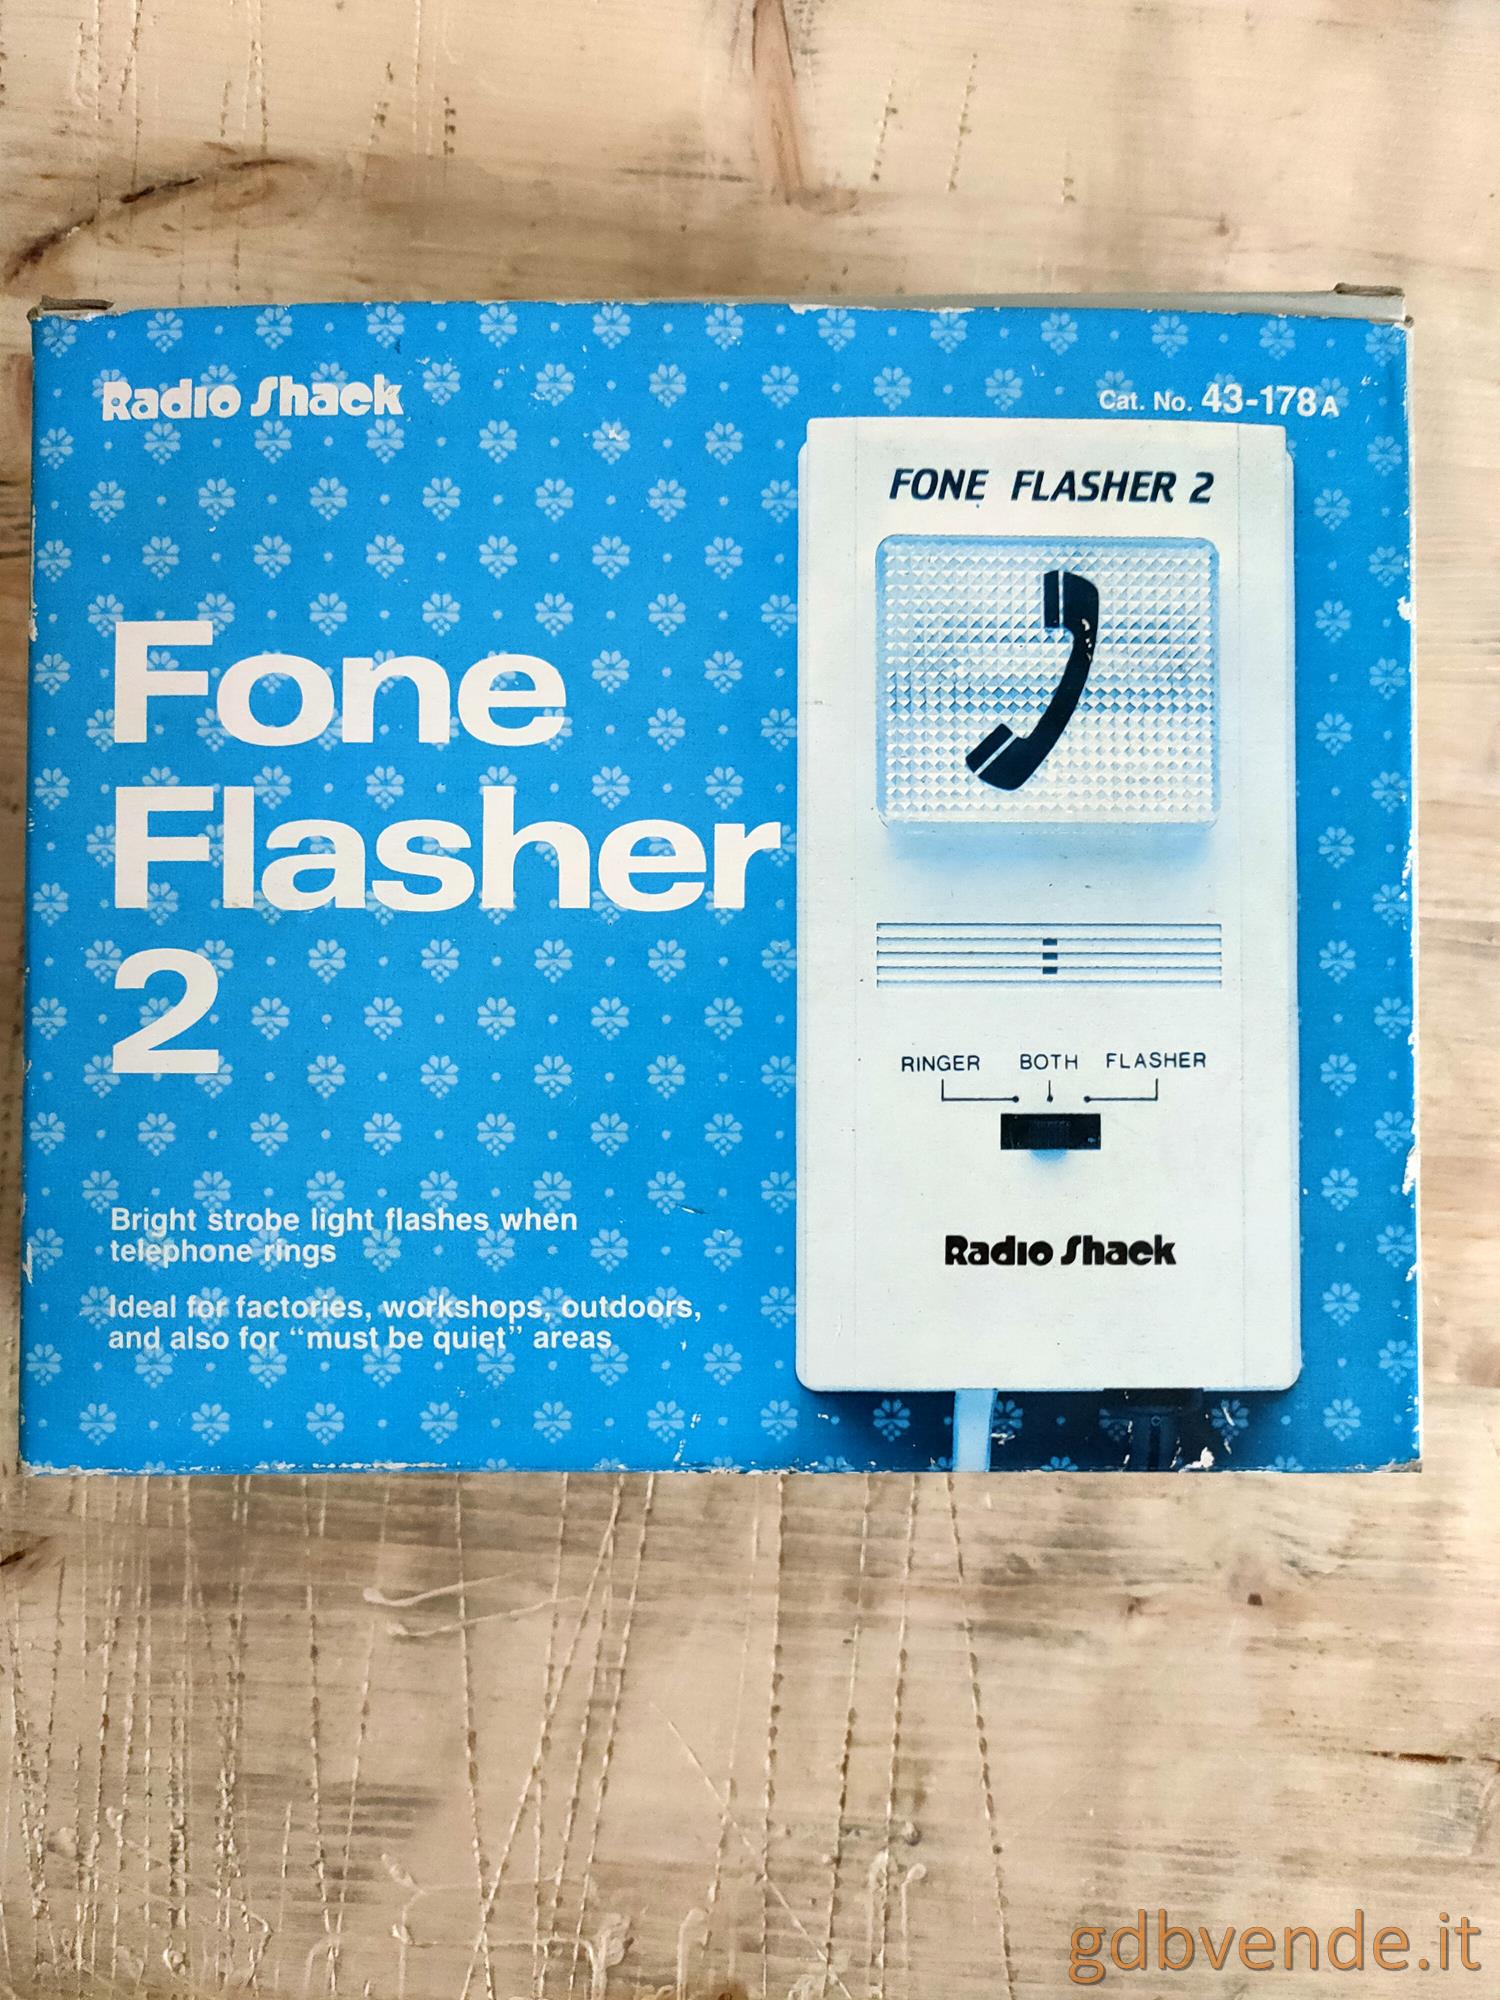 Radio Shack
Cat. No. 43-178A
FONE FLASHER 2
Fone
Flasher
2
RINGER BOTH FLASHER
Radio Shack
Bright strobe light flashes when
telephone rings
Ideal for factories, workshops, outdoors,
and also for “must be quiet” areas
gdbvende.it